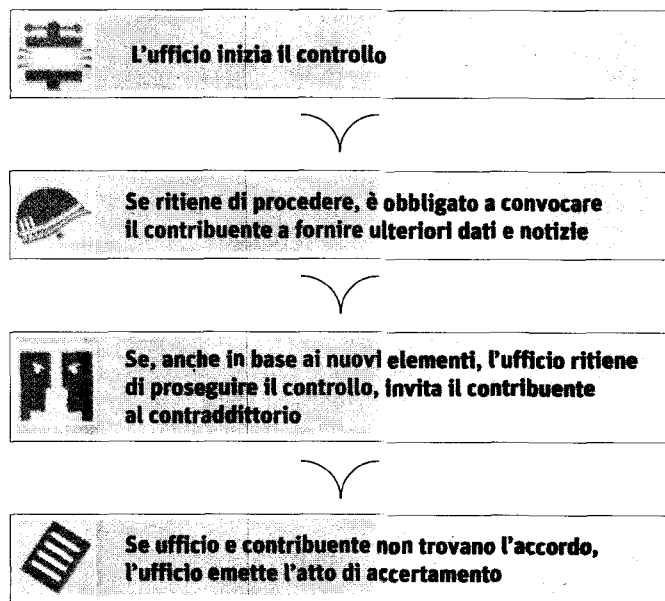 L'ufficio inizia il controllo
Se ritiene di procedere, è obbligato a convocare
il contribuente a fornire ulteriori dati e notizie
Se, anche in base ai nuovi elementi, l'ufficio ritiene
di proseguire il controllo, invita il contribuente
al contraddittorio
Se ufficio e contribuente non trovano l'accordo,
l'ufficio emette l'atto di accertamento